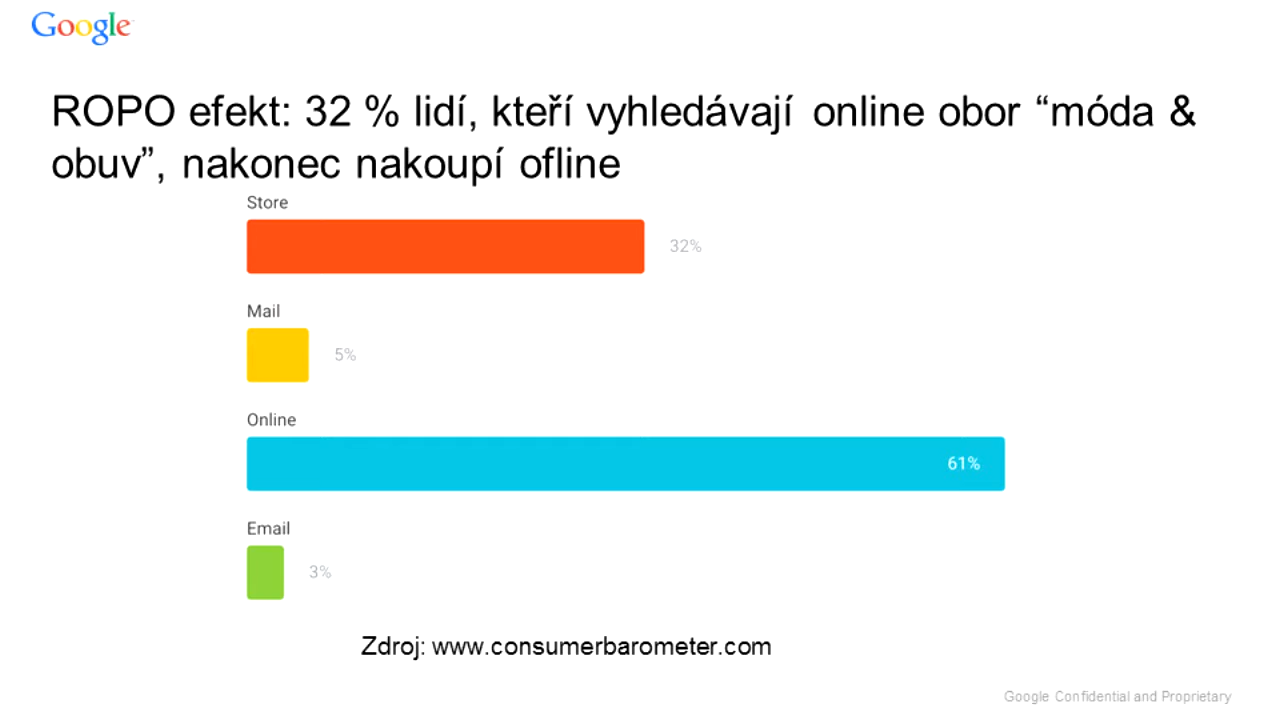 Google
ROPO efekt: 32 % lidí, kteří vyhledávají online obor “móda &
obuv”, nakonec nakoupí ofline
Store
32%
Mail
5%
Online
61%
Email
3%
Zdroj: www.consumerbarometer.com
Google Confidential and Proprietary